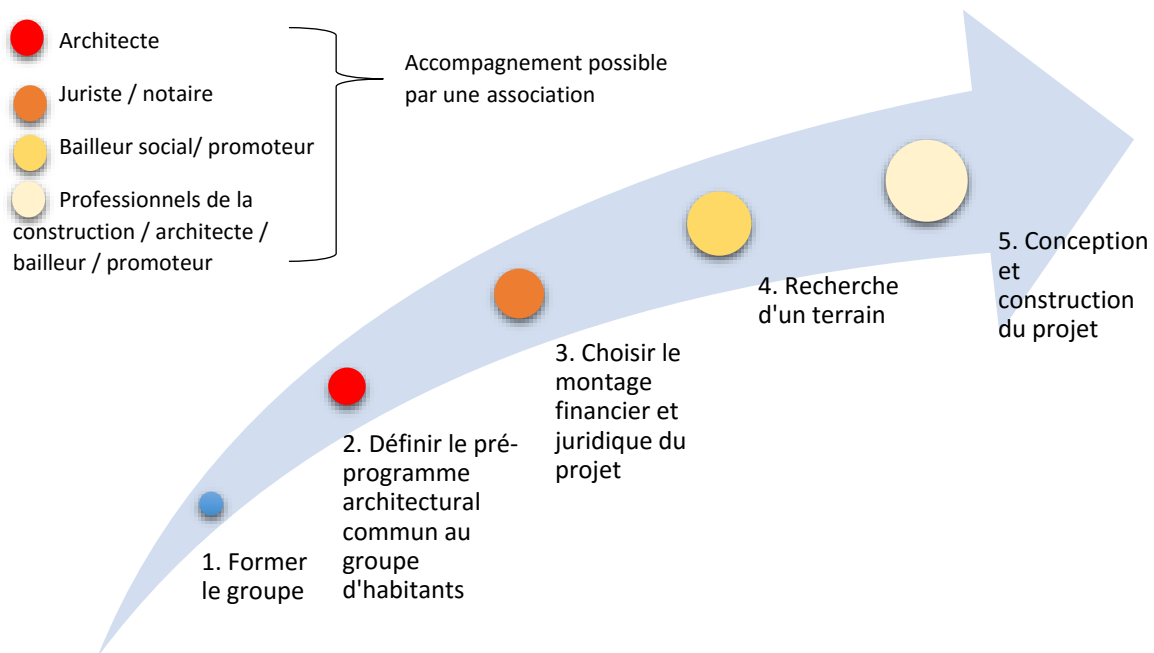 Architecte
Juriste / notaire
Bailleur social/ promoteur
Professionnels de la
construction / architecte /
bailleur / promoteur
Accompagnement possible
par une association
1. Former
le groupe
2. Définir le pré-
programme
architectural
commun au
groupe
d'habitants
3. Choisir le
montage
financier et
juridique du
projet
4. Recherche
d'un terrain
5. Conception
et
construction
du projet